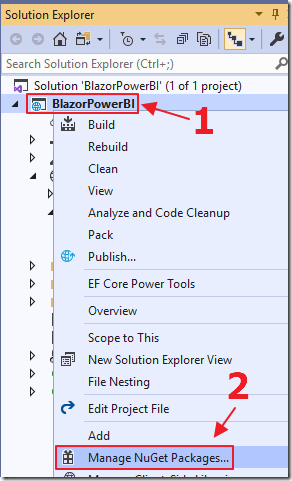 Solution Explorer
Search Solution Explorer (Ctrl+;)
Solution 'BlazorPowerBI' (1 of 1 project)
BlazorPowerBI
1
Build
Rebuild
Clean
View
Analyze and Code Cleanup
Pack
Publish...
EF Core Power Tools
Overview
Scope to This
New Solution Explorer View
File Nesting
Edit Project File
2
Add
Manage NuGet Packages...